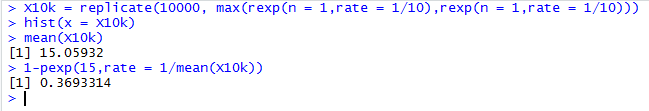 > X10k = replicate(10000, max(rexp(n = 1,rate = 1/10),rexp(n = 1,rate = 1/10)))
> hist(x = X10k)
> mean(X10k)
[1] 15.05932
> 1-pexp(15,rate = 1/mean(X10k))
[1] 0.3693314
>